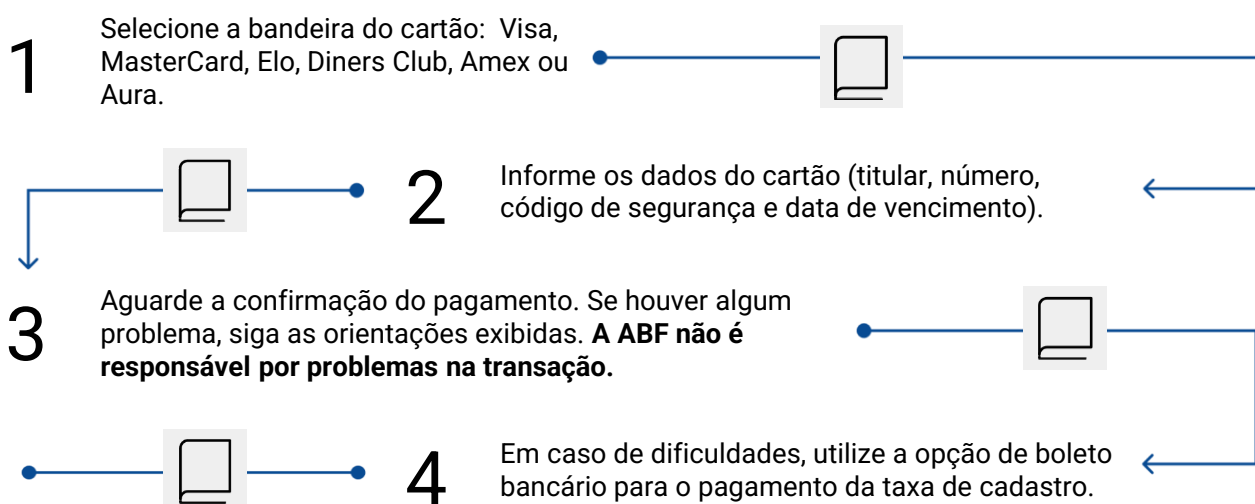 1
Selecione a bandeira do cartão: Visa,
MasterCard, Elo, Diners Club, Amex ou
Aura.
2
Informe os dados do cartão (titular, número,
código de segurança e data de vencimento).
3
Aguarde a confirmação do pagamento. Se houver algum
problema, siga as orientações exibidas. A ABF não é
responsável por problemas na transação.
4
Em caso de dificuldades, utilize a opção de boleto
bancário para o pagamento da taxa de cadastro.